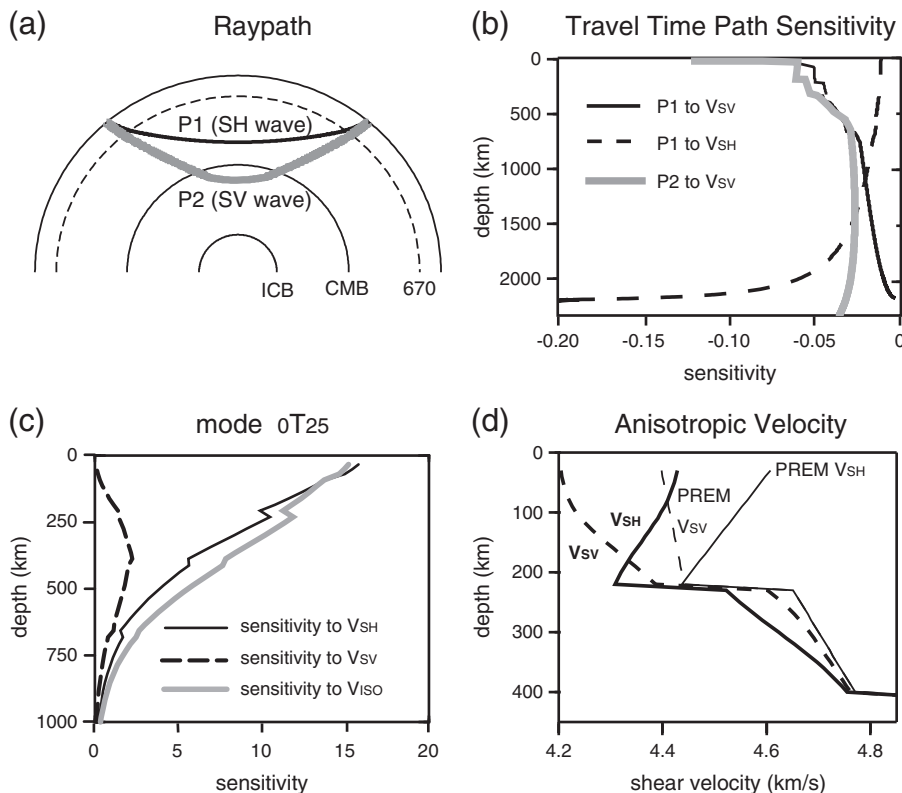 (a) Raypath
P1 (SH wave)
P2 (SV wave)
ICB CMB 670
(b) Travel Time Path Sensitivity
0
500
1000
1500
2000
depth (km)
P1 to VSV
P1 to VSH
P2 to VSV
-0.20 -0.15 -0.10 -0.05 0
sensitivity
(c) mode 0T25
0
250
500
750
1000
depth (km)
sensitivity to VSH
sensitivity to VSV
sensitivity to VISO
0 5 10 15 20
sensitivity
(d) Anisotropic Velocity
0
100
200
300
400
depth (km)
PREM VSH
PREM
VSV
VSH
VSV
4.2 4.4 4.6 4.8
shear velocity (km/s)